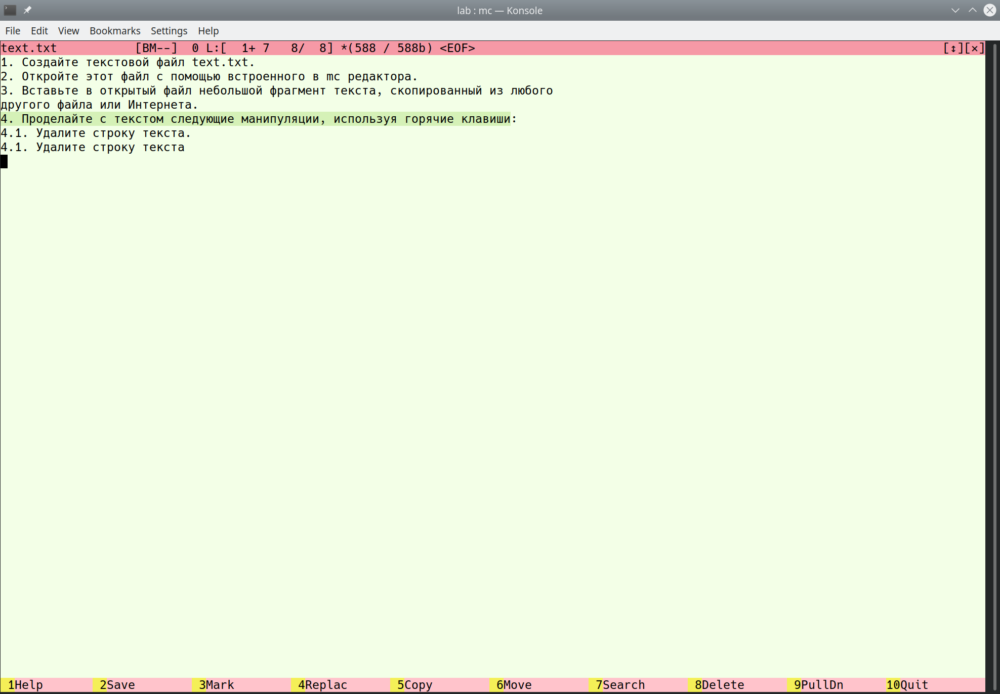 lab : mc — Konsole
File Edit View Bookmarks Settings Help
text.txt [BM--] 0 L:[ 1+ 7 8/ 8] *(588 / 588b) <EOF> [↕][×]
1. Создайте текстовой файл text.txt.
2. Откройте этот файл с помощью встроенного в mc редактора.
3. Вставьте в открытый файл небольшой фрагмент текста, скопированный из любого
другого файла или Интернета.
4. Проделайте с текстом следующие манипуляции, используя горячие клавиши:
4.1. Удалите строку текста.
4.1. Удалите строку текста
1Help 2Save 3Mark 4Replac 5Copy 6Move 7Search 8Delete 9PullDn 10Quit